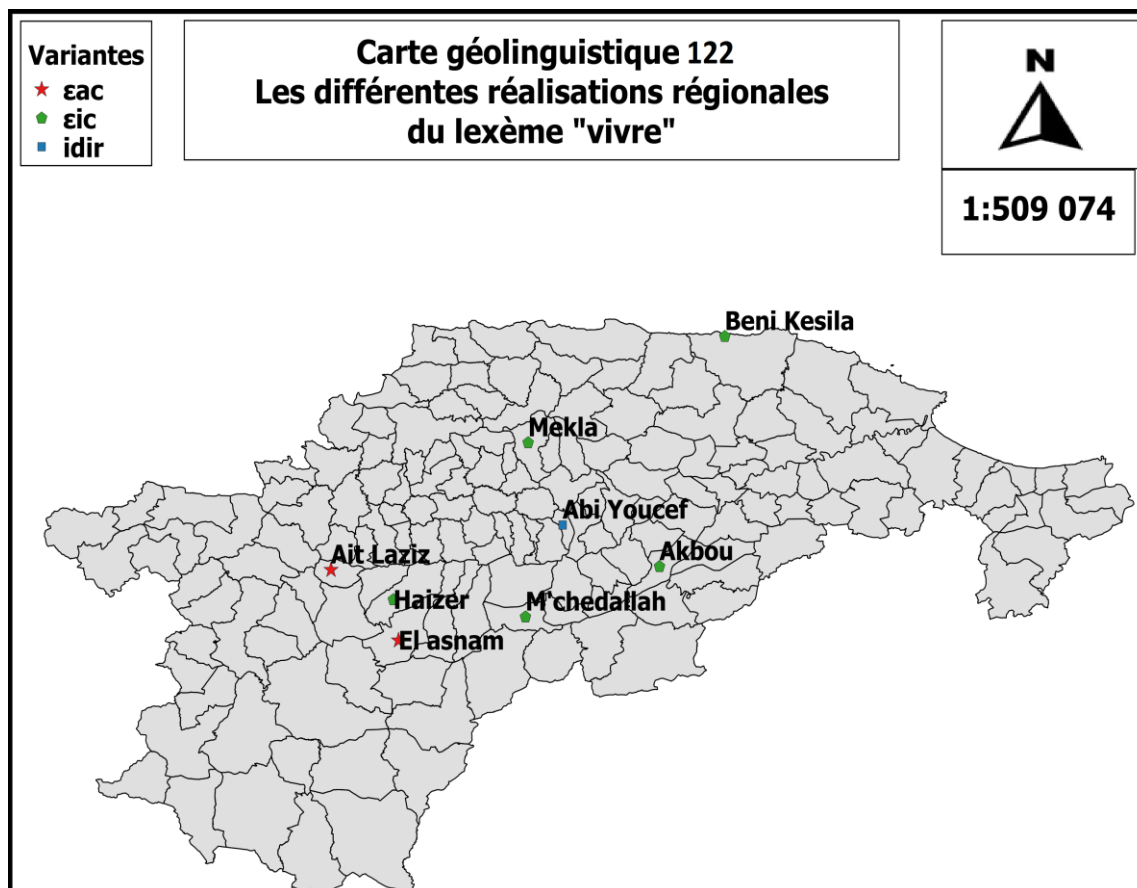 Variantes
εac
εic
idir
Carte géolinguistique 122
Les différentes réalisations régionales
du lexème "vivre"
N
1:509 074
Beni Kesila
Mekla
Abi Youcef
Akbou
Ait Laziz
Haizer
M'chedallah
El asnam